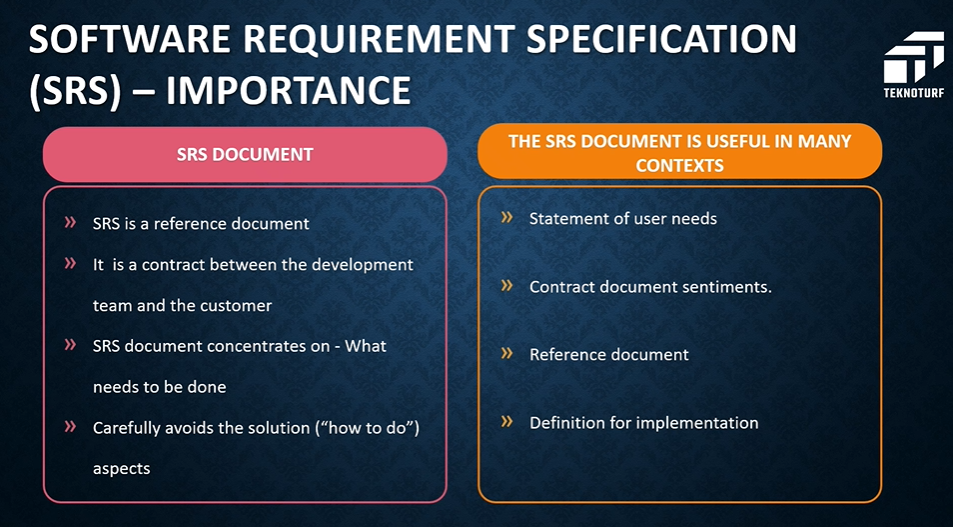 SOFTWARE REQUIREMENT SPECIFICATION
(SRS) – IMPORTANCE
TEKNOTURF
SRS DOCUMENT
» SRS is a reference document
» It is a contract between the development
team and the customer
» SRS document concentrates on - What
needs to be done
» Carefully avoids the solution (“how to do”)
aspects
THE SRS DOCUMENT IS USEFUL IN MANY
CONTEXTS
» Statement of user needs
» Contract document sentiments.
» Reference document
» Definition for implementation